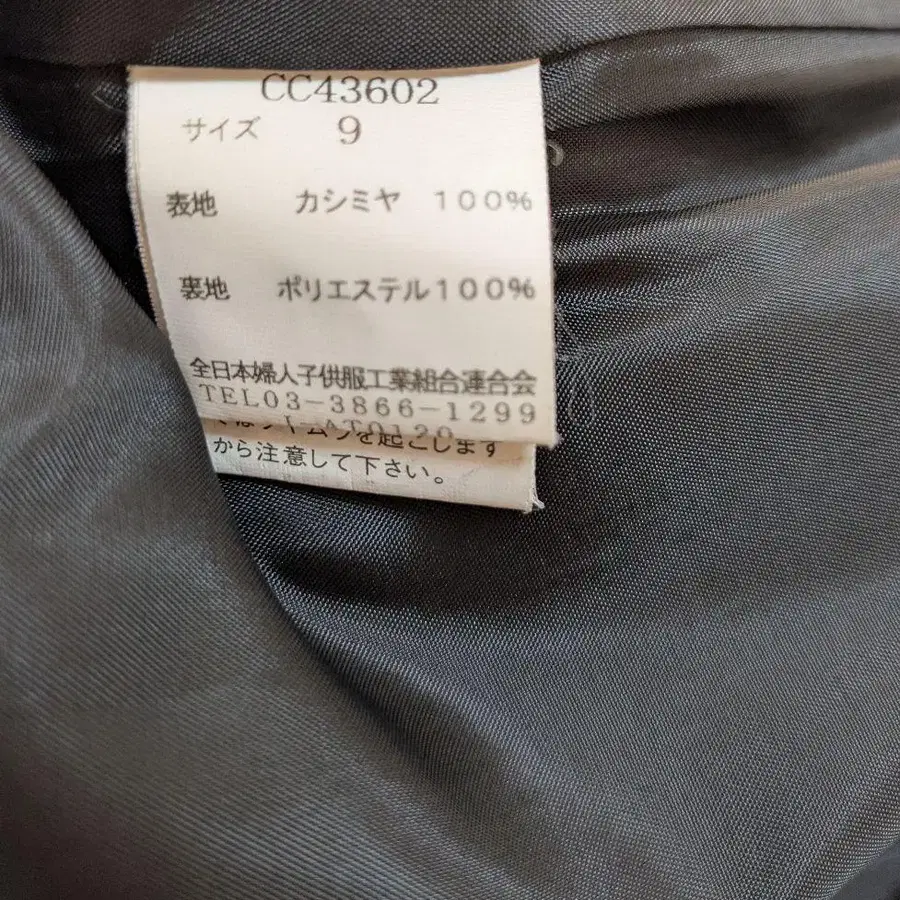 CC43602
サイズ 9
表地 カシミヤ 100%
裏地 ポリエステル100%
全日本婦人子供服工業組合連合会
TEL03-3866-1299
を起こします
から注意して下さい。